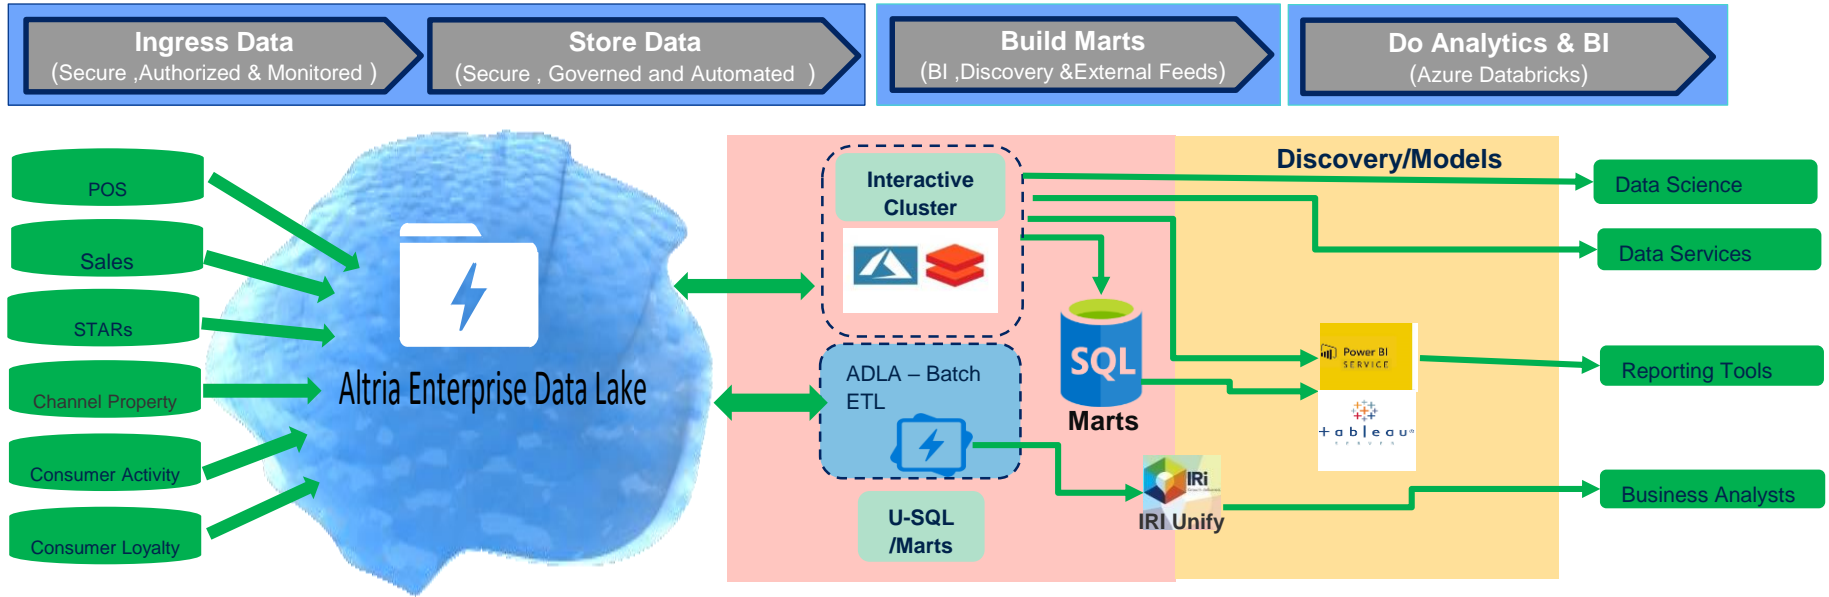 Ingress Data
(Secure ,Authorized & Monitored )
Store Data
(Secure , Governed and Automated )
Build Marts
(BI ,Discovery &External Feeds)
Do Analytics & BI
(Azure Databricks)
POS
Sales
STARs
Channel Property
Consumer Activity
Consumer Loyalty
Altria Enterprise Data Lake
Interactive
Cluster
ADLA – Batch
ETL
U-SQL
/Marts
SQL
Marts
IRi
IRI Unify
Discovery/Models
Power BI
SERVICE
+ a b l e a u
S E R V E R
Data Science
Data Services
Reporting Tools
Business Analysts